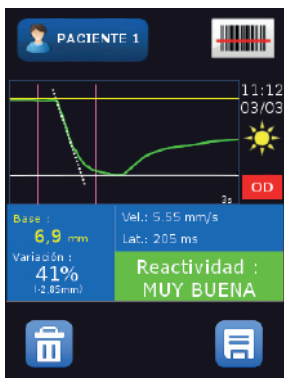 PACIENTE 1
11:12
03/03
3s
OD
Base :
6,9 mm
Vel.: 5.55 mm/s
Lat.: 205 ms
Variación :
41%
(-2.85mm)
Reactividad :
MUY BUENA